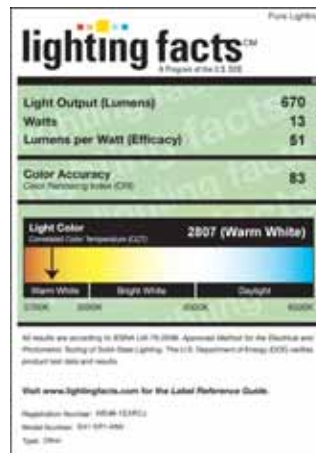 Pure Lighting
lighting facts CM
A Program of the U.S. DOE
Light Output (Lumens) 670
Watts 13
Lumens per Watt (Efficacy) 51
Color Accuracy 83
Color Rendering Index (CRI)
Light Color
Correlated Color Temperature (CCT)
2807 (Warm White)
Warm White Bright White Daylight
2700K 3000K 4500K 6500K
All results are according to IESNA LM-79-2008: Approved Method for the Electrical and
Photometric Testing of Solid-State Lighting. The U.S. Department of Energy (DOE) verifies
product test data and results.
Visit www.lightingfacts.com for the Label Reference Guide.
Registration Number:
Model Number:
Type: Other